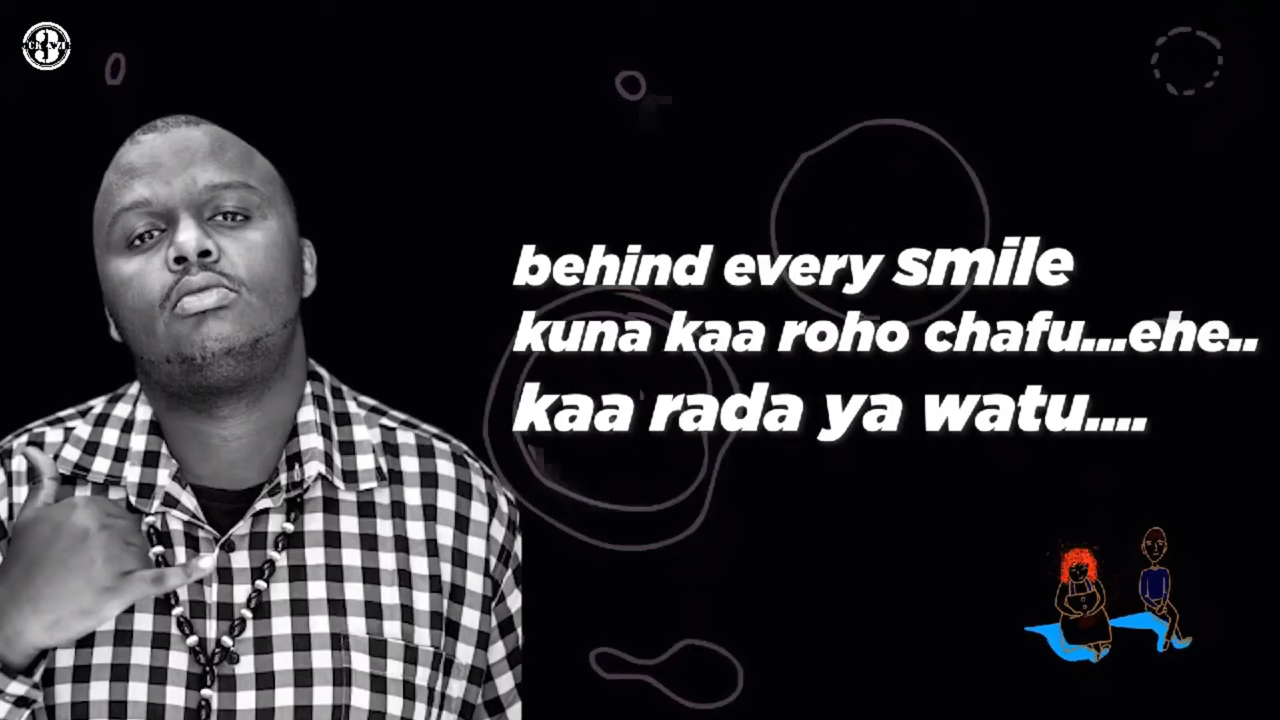 behind every smile
kuna kaa roho chafu...ehe..
kaa rada ya watu....